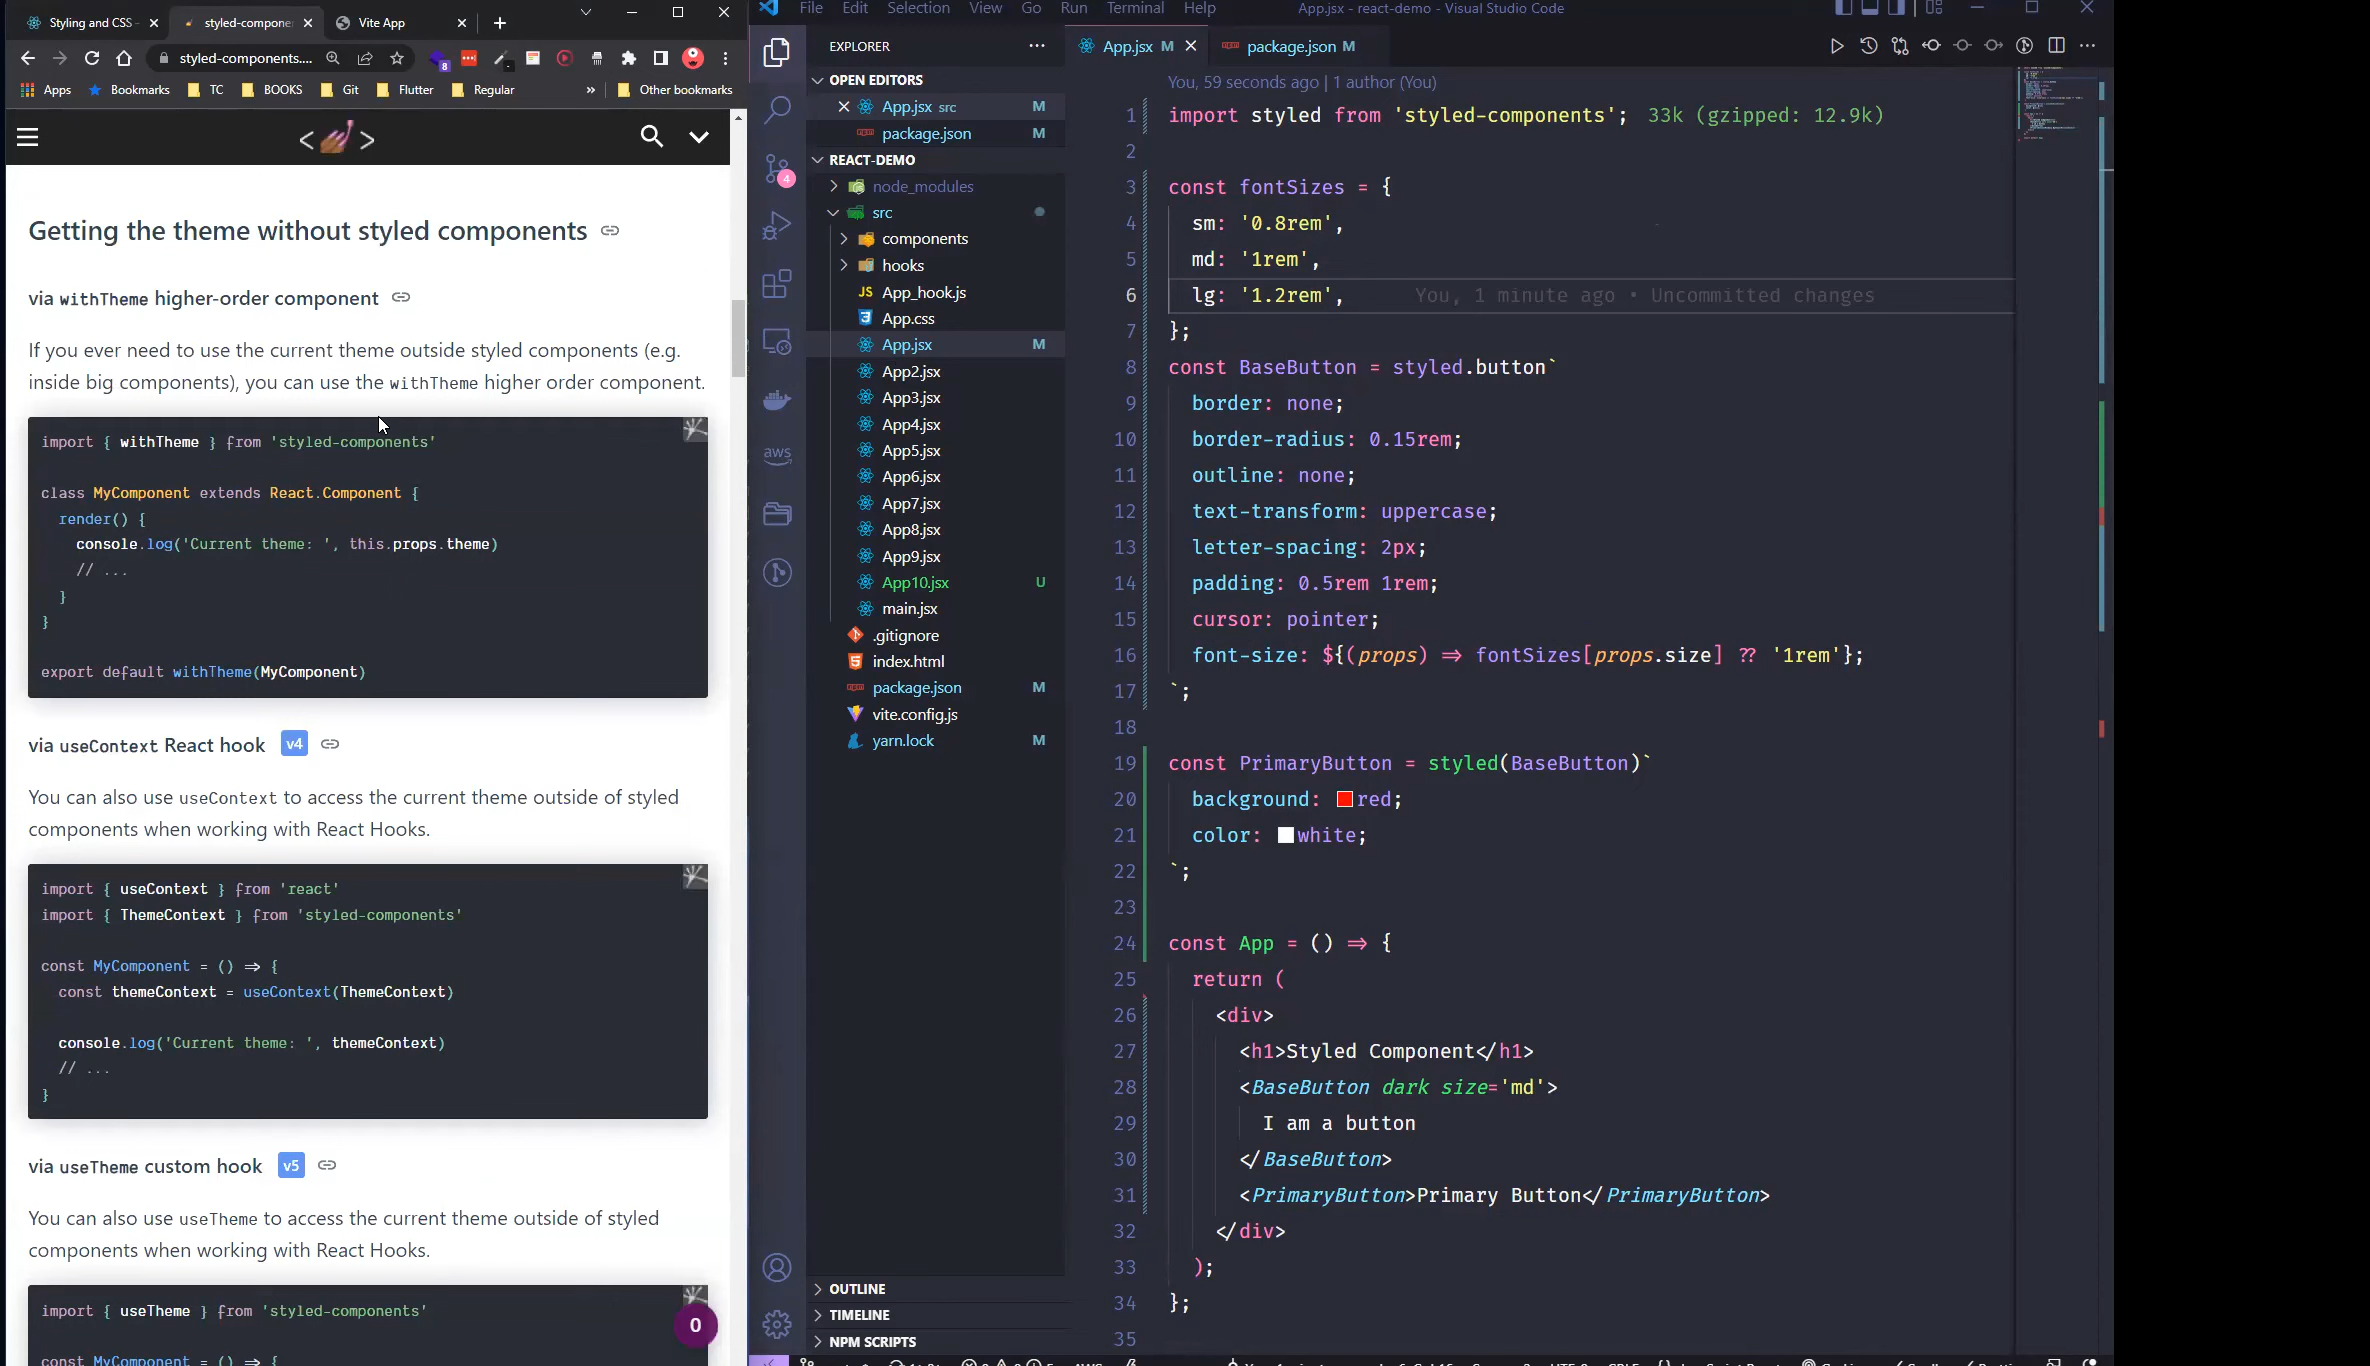 Styling and CSS -
styled-componen
Vite App
styled-components....
8
Apps
Bookmarks
TC
BOOKS
Git
Flutter
Regular
»
Other bookmarks
< >
Getting the theme without styled components
via withTheme higher-order component
If you ever need to use the current theme outside styled components (e.g.
inside big components), you can use the withTheme higher order component.
import { withTheme } from 'styled-components'
class MyComponent extends React.Component {
render() {
console.log('Current theme: ', this.props.theme)
// ...
}
}
export default withTheme(MyComponent)
via useContext React hook v4
You can also use useContext to access the current theme outside of styled
components when working with React Hooks.
import { useContext } from 'react'
import { ThemeContext } from 'styled-components'
const MyComponent = () => {
const themeContext = useContext(ThemeContext)
console.log('Current theme: ', themeContext)
// ...
}
via useTheme custom hook v5
You can also use useTheme to access the current theme outside of styled
components when working with React Hooks.
import { useTheme } from 'styled-components'
const MyComponent = () => {
0
File Edit Selection View Go Run Terminal Help
App.jsx - react-demo - Visual Studio Code
4
aws
EXPLORER
OPEN EDITORS
App.jsx src M
package.json M
REACT-DEMO
node_modules
src
components
hooks
JS App_hook.js
App.css
App.jsx M
App2.jsx
App3.jsx
App4.jsx
App5.jsx
App6.jsx
App7.jsx
App8.jsx
App9.jsx
App10.jsx U
main.jsx
.gitignore
index.html
package.json M
vite.config.js
yarn.lock M
OUTLINE
TIMELINE
NPM SCRIPTS
App.jsx M
package.json M
You, 59 seconds ago | 1 author (You)
1 import styled from 'styled-components'; 33k (gzipped: 12.9k)
2
3 const fontSizes = {
4 sm: '0.8rem',
5 md: '1rem',
6 lg: '1.2rem', You, 1 minute ago • Uncommitted changes
7 };
8 const BaseButton = styled.button`
9 border: none;
10 border-radius: 0.15rem;
11 outline: none;
12 text-transform: uppercase;
13 letter-spacing: 2px;
14 padding: 0.5rem 1rem;
15 cursor: pointer;
16 font-size: ${(props) => fontSizes[props.size] ?? '1rem'};
17 `;
18
19 const PrimaryButton = styled(BaseButton)`
20 background: red;
21 color: white;
22 `;
23
24 const App = () => {
25 return (
26 <div>
27 <h1>Styled Component</h1>
28 <BaseButton dark size='md'>
29 I am a button
30 </BaseButton>
31 <PrimaryButton>Primary Button</PrimaryButton>
32 </div>
33 );
34 };
35